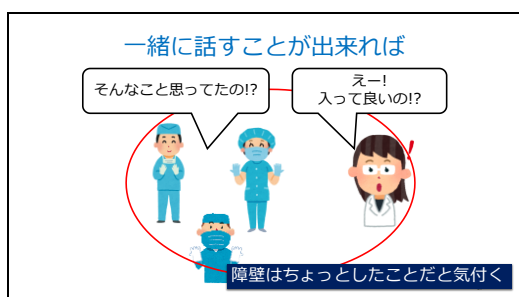 一緒に話すことが出来れば
そんなこと思ってたの!?
えー!
入って良いの!?
障壁はちょっとしたことだと気付く